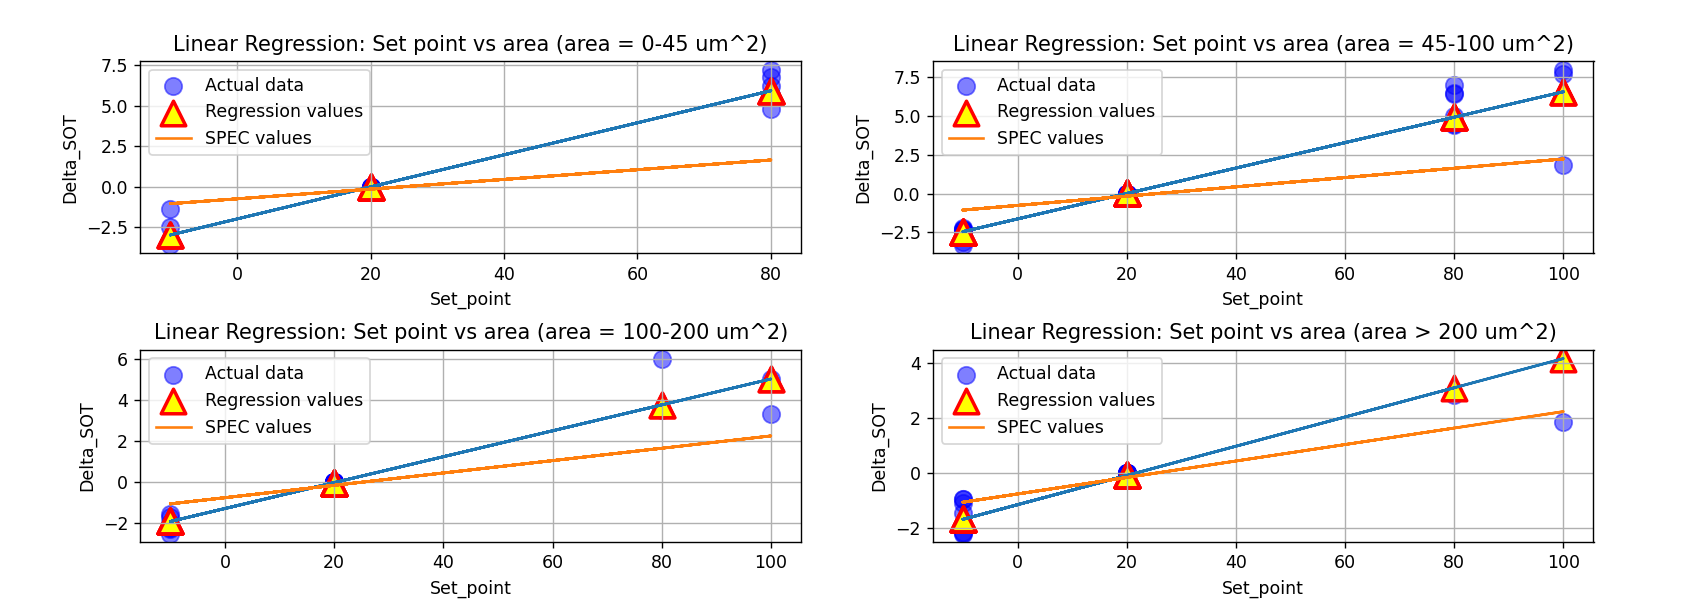 Linear Regression: Set point vs area (area = 0-45 um^2)
7.5
5.0
2.5
0.0
−2.5
Delta_SOT
Actual data
Regression values
SPEC values
0
20
40
60
80
Set_point
Linear Regression: Set point vs area (area = 45-100 um^2)
7.5
5.0
2.5
0.0
−2.5
Delta_SOT
Actual data
Regression values
SPEC values
0
20
40
60
80
100
Set_point
Linear Regression: Set point vs area (area = 100-200 um^2)
6
4
2
0
−2
Delta_SOT
Actual data
Regression values
SPEC values
0
20
40
60
80
100
Set_point
Linear Regression: Set point vs area (area > 200 um^2)
4
2
0
−2
Delta_SOT
Actual data
Regression values
SPEC values
0
20
40
60
80
100
Set_point